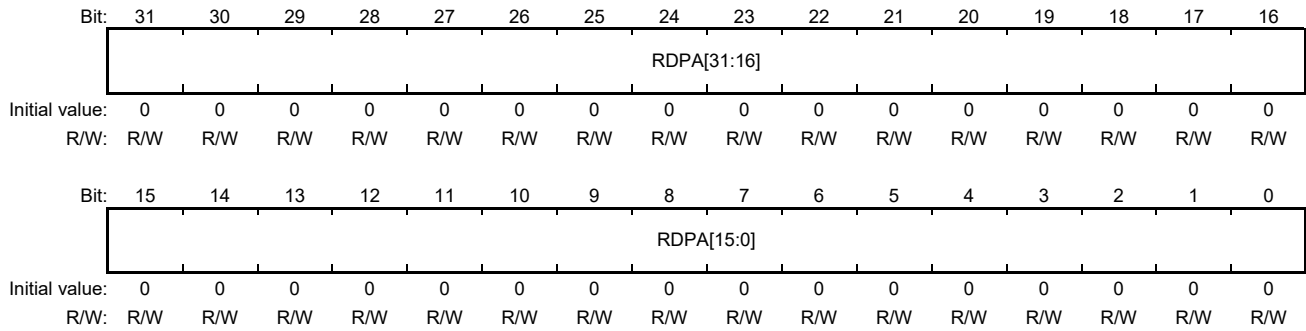 Bit: 31 30 29 28 27 26 25 24 23 22 21 20 19 18 17 16
RDPA[31:16]
Initial value: 0 0 0 0 0 0 0 0 0 0 0 0 0 0 0 0
R/W: R/W R/W R/W R/W R/W R/W R/W R/W R/W R/W R/W R/W R/W R/W R/W R/W
Bit: 15 14 13 12 11 10 9 8 7 6 5 4 3 2 1 0
RDPA[15:0]
Initial value: 0 0 0 0 0 0 0 0 0 0 0 0 0 0 0 0
R/W: R/W R/W R/W R/W R/W R/W R/W R/W R/W R/W R/W R/W R/W R/W R/W R/W